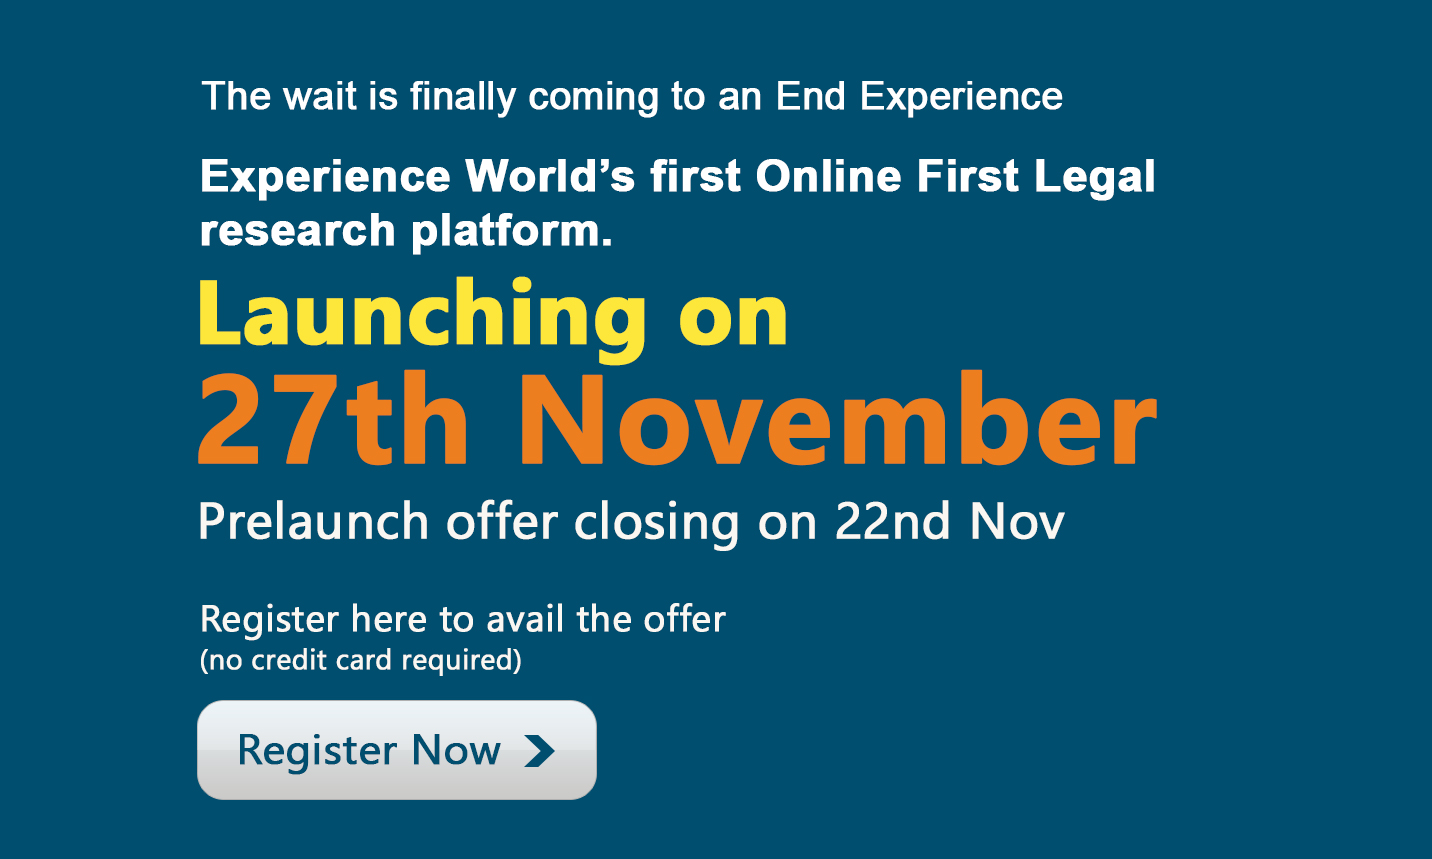 The wait is finally coming to an End Experience
Experience World’s first Online First Legal
research platform.
Launching on
27th November
Prelaunch offer closing on 22nd Nov
Register here to avail the offer
(no credit card required)
Register Now